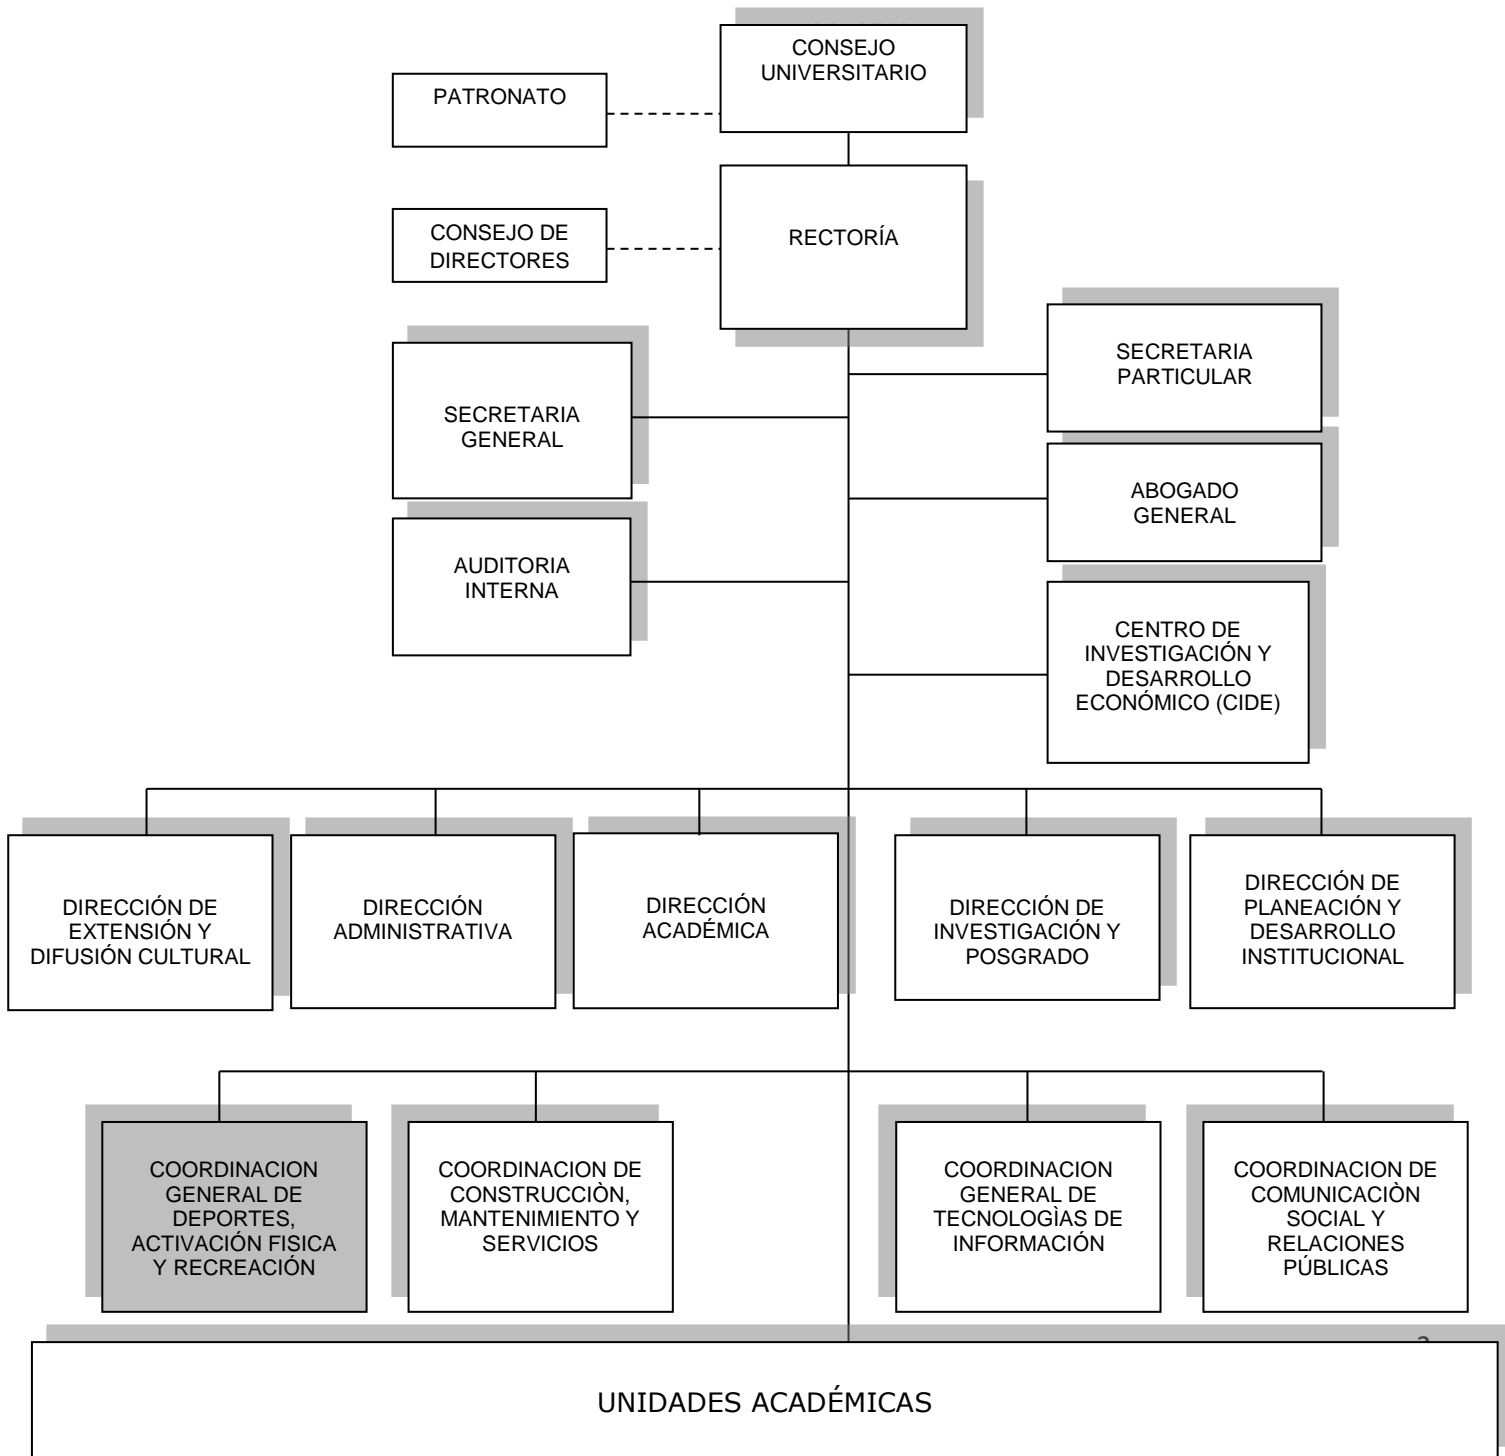 CONSEJO
UNIVERSITARIO
PATRONATO
CONSEJO DE
DIRECTORES
RECTORÍA
SECRETARIA
PARTICULAR
SECRETARIA
GENERAL
ABOGADO
GENERAL
AUDITORIA
INTERNA
CENTRO DE
INVESTIGACIÓN Y
DESARROLLO
ECONÓMICO (CIDE)
DIRECCIÓN DE
EXTENSIÓN Y
DIFUSIÓN CULTURAL
DIRECCIÓN
ADMINISTRATIVA
DIRECCIÓN
ACADÉMICA
DIRECCIÓN DE
INVESTIGACIÓN Y
POSGRADO
DIRECCIÓN DE
PLANEACIÓN Y
DESARROLLO
INSTITUCIONAL
COORDINACION
GENERAL DE
DEPORTES,
ACTIVACIÓN FISICA
Y RECREACIÓN
COORDINACION DE
CONSTRUCCIÒN,
MANTENIMIENTO Y
SERVICIOS
COORDINACION
GENERAL DE
TECNOLOGÌAS DE
INFORMACIÓN
COORDINACION DE
COMUNICACIÒN
SOCIAL Y
RELACIONES
PÚBLICAS
UNIDADES ACADÉMICAS